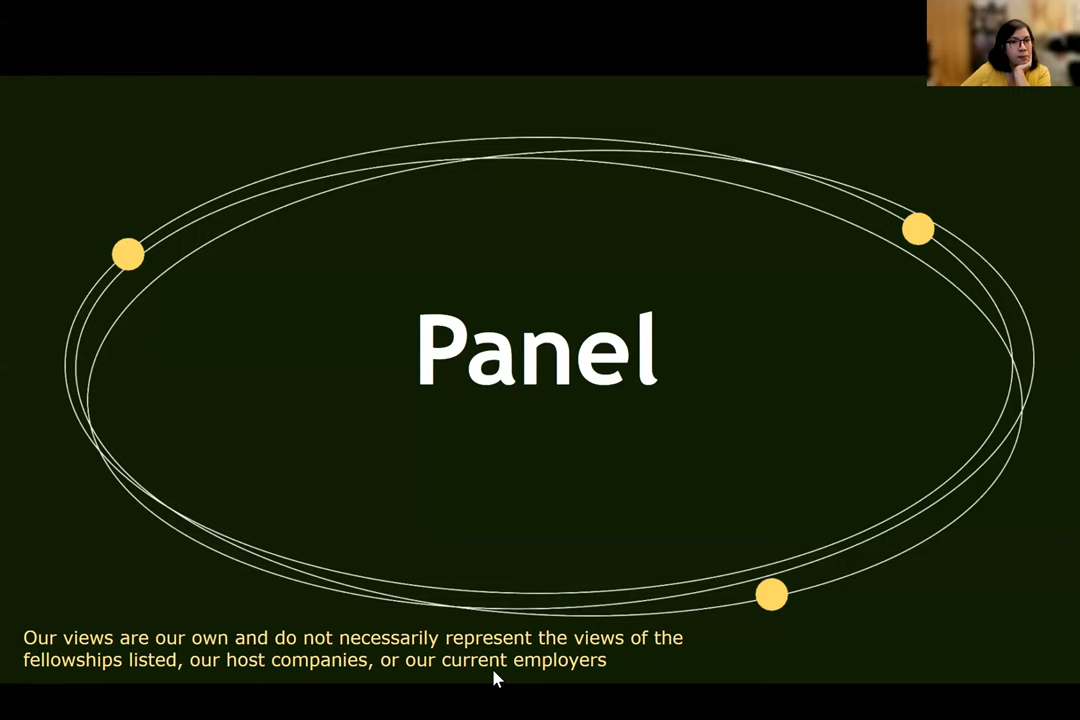 Panel
Our views are our own and do not necessarily represent the views of the
fellowships listed, our host companies, or our current employers